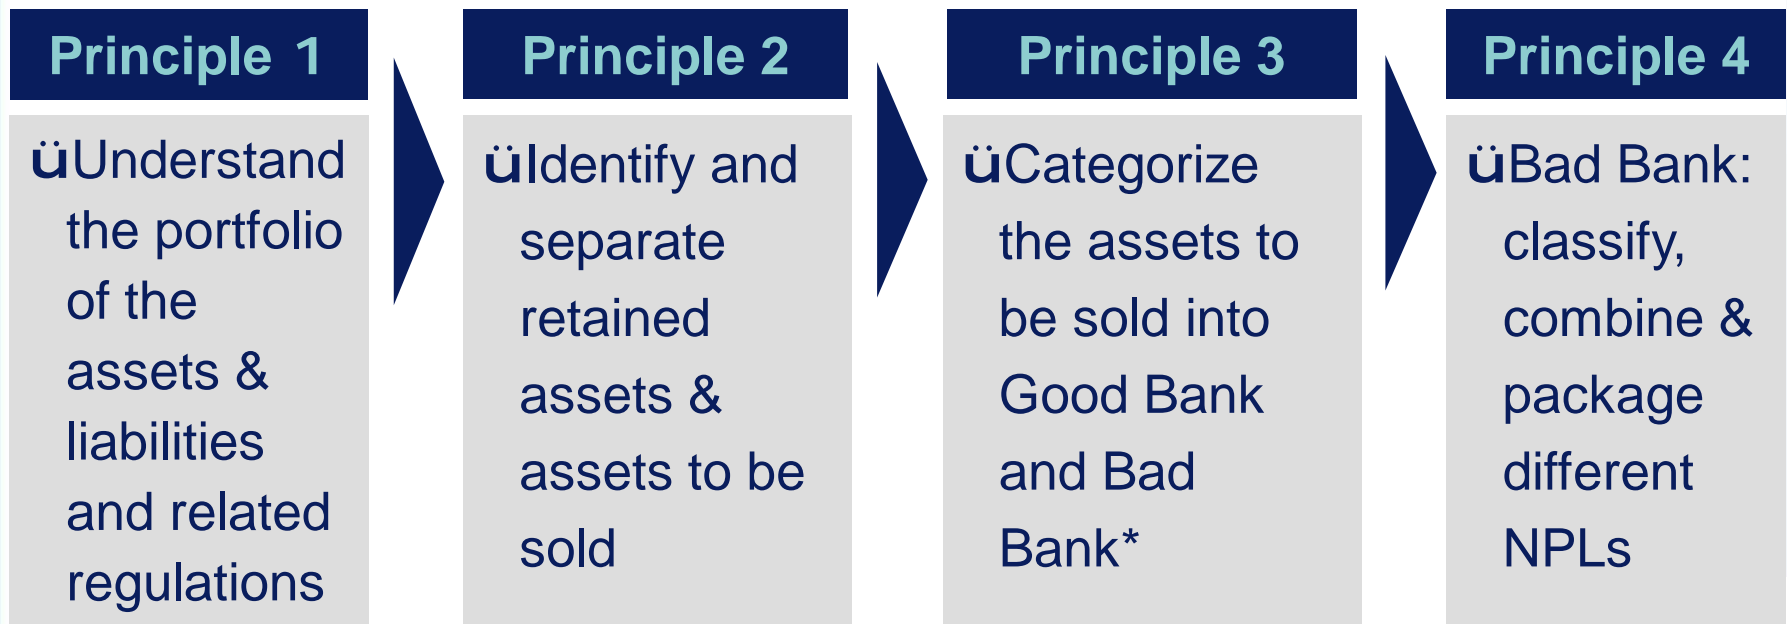 Principle 1
üUnderstand
the portfolio
of the
assets &
liabilities
and related
regulations
Principle 2
üIdentify and
separate
retained
assets &
assets to be
sold
Principle 3
üCategorize
the assets to
be sold into
Good Bank
and Bad
Bank*
Principle 4
üBad Bank:
classify,
combine &
package
different
NPLs